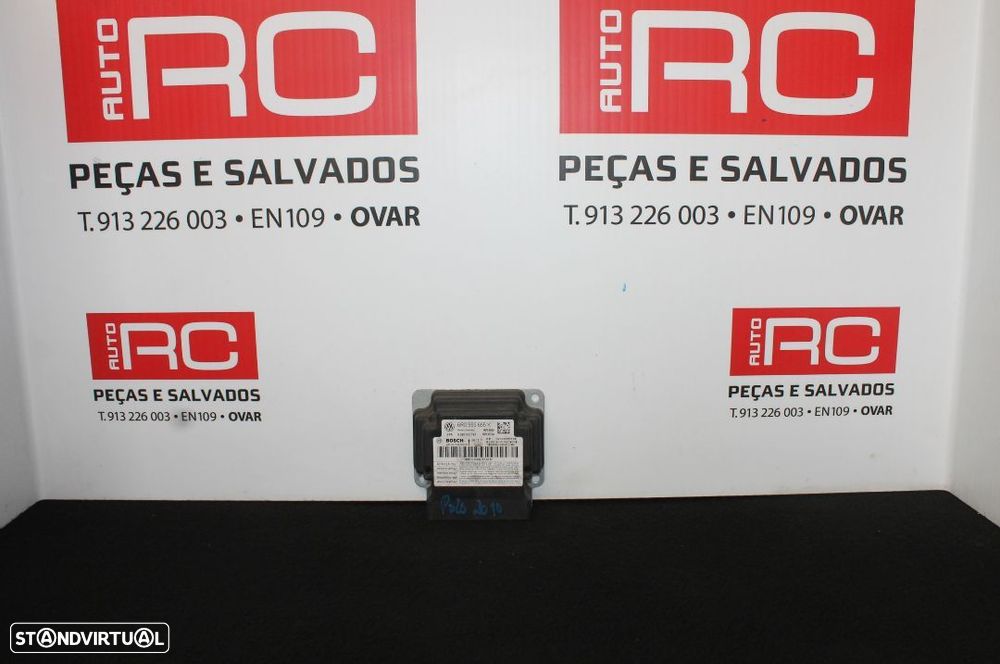 AUTO RC
PEÇAS E SALVADOS
T. 913 226 003 • EN109 • OVAR
AUTO RC
PEÇAS E SALVADOS
T. 913 226 003 • EN109 • OVAR
AUTO RC
PEÇAS E SALVADOS
T. 913 226 003 • EN109 • OVAR
AUTO RC
PEÇAS E SALVADOS
T. 913 226 003 • EN109 • OVAR
BOSCH
Polo 2010
STANDVIRTUAL